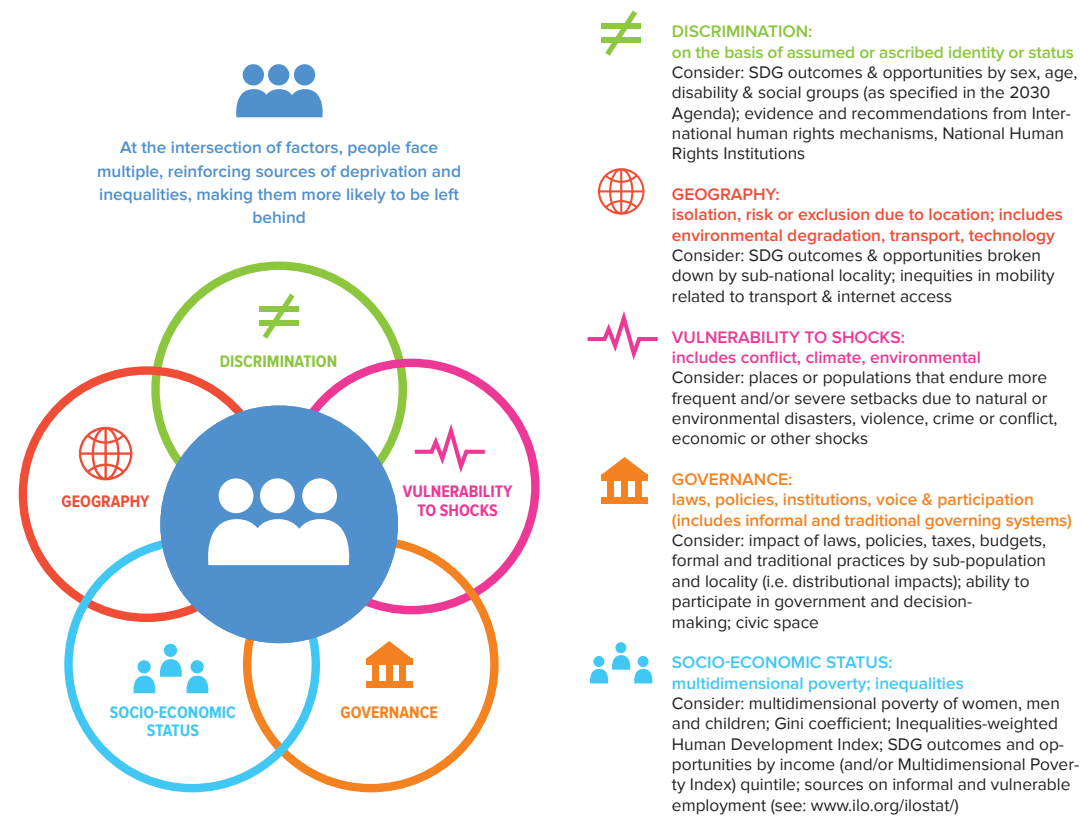 At the intersection of factors, people face
multiple, reinforcing sources of deprivation and
inequalities, making them more likely to be left
behind
DISCRIMINATION
GEOGRAPHY
VULNERABILITY
TO SHOCKS
SOCIO-ECONOMIC
STATUS
GOVERNANCE
DISCRIMINATION:
on the basis of assumed or ascribed identity or status
Consider: SDG outcomes & opportunities by sex, age,
disability & social groups (as specified in the 2030
Agenda); evidence and recommendations from Inter-
national human rights mechanisms, National Human
Rights Institutions
GEOGRAPHY:
isolation, risk or exclusion due to location; includes
environmental degradation, transport, technology
Consider: SDG outcomes & opportunities broken
down by sub-national locality; inequities in mobility
related to transport & internet access
VULNERABILITY TO SHOCKS:
includes conflict, climate, environmental
Consider: places or populations that endure more
frequent and/or severe setbacks due to natural or
environmental disasters, violence, crime or conflict,
economic or other shocks
GOVERNANCE:
laws, policies, institutions, voice & participation
(includes informal and traditional governing systems)
Consider: impact of laws, policies, taxes, budgets,
formal and traditional practices by sub-population
and locality (i.e. distributional impacts); ability to
participate in government and decision-
making; civic space
SOCIO-ECONOMIC STATUS:
multidimensional poverty; inequalities
Consider: multidimensional poverty of women, men
and children; Gini coefficient; Inequalities-weighted
Human Development Index; SDG outcomes and op-
portunities by income (and/or Multidimensional Pover-
ty Index) quintile; sources on informal and vulnerable
employment (see: www.ilo.org/ilostat/)